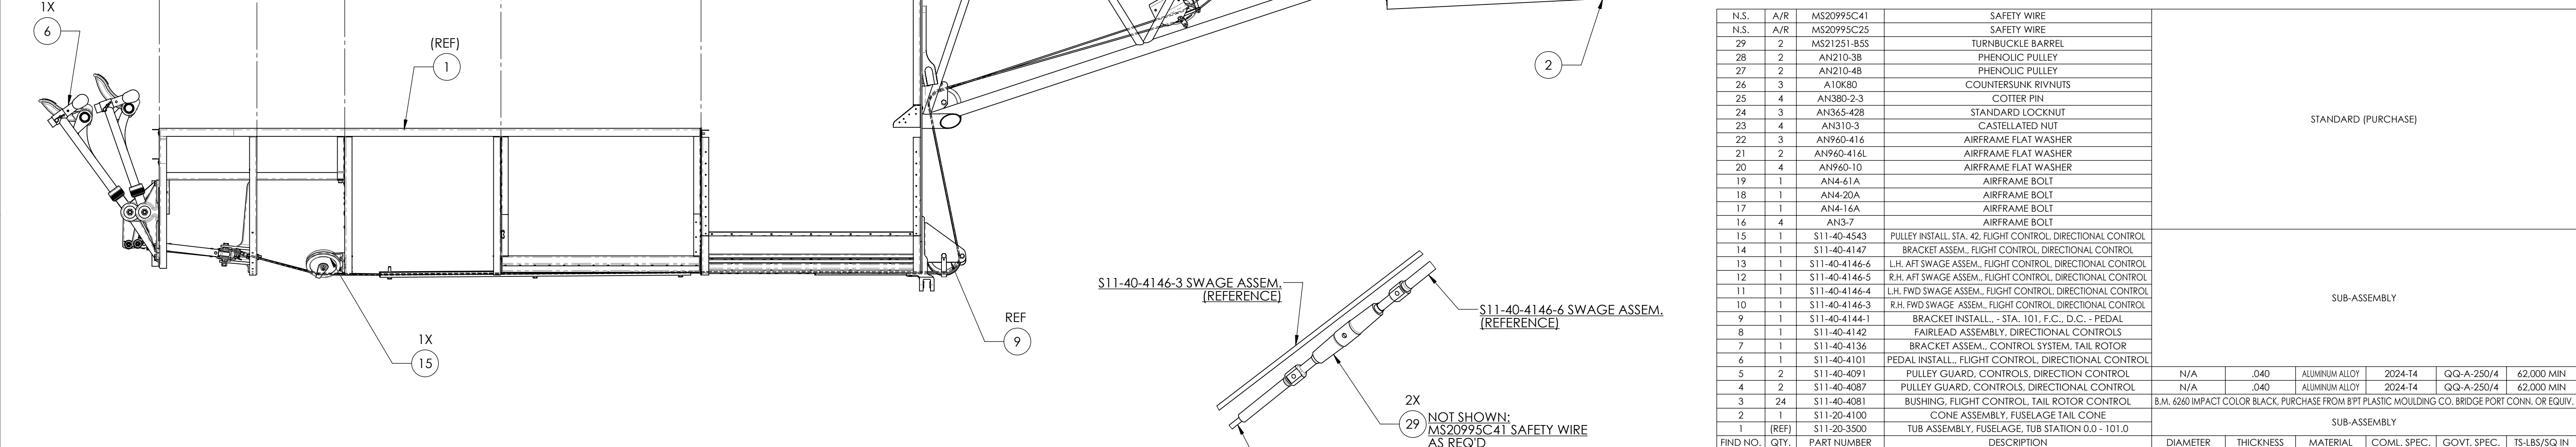 1X
6
(REF)
1
2
1X
15
REF
9
S11-40-4146-3 SWAGE ASSEM.
(REFERENCE)
S11-40-4146-6 SWAGE ASSEM.
(REFERENCE)
2X
29
NOT SHOWN:
MS20995C41 SAFETY WIRE
AS REQ'D
N.S. A/R MS20995C41 SAFETY WIRE
N.S. A/R MS20995C25 SAFETY WIRE
29 2 MS21251-B5S TURNBUCKLE BARREL
28 2 AN210-3B PHENOLIC PULLEY
27 2 AN210-4B PHENOLIC PULLEY
26 3 A10K80 COUNTERSUNK RIVNUTS
25 4 AN380-2-3 COTTER PIN
24 3 AN365-428 STANDARD LOCKNUT
23 4 AN310-3 CASTELLATED NUT
22 3 AN960-416 AIRFRAME FLAT WASHER
21 2 AN960-416L AIRFRAME FLAT WASHER
20 4 AN960-10 AIRFRAME FLAT WASHER
19 1 AN4-61A AIRFRAME BOLT
18 1 AN4-20A AIRFRAME BOLT
17 1 AN4-16A AIRFRAME BOLT
16 4 AN3-7 AIRFRAME BOLT
STANDARD (PURCHASE)
15 1 S11-40-4543 PULLEY INSTALL. STA. 42, FLIGHT CONTROL, DIRECTIONAL CONTROL
14 1 S11-40-4147 BRACKET ASSEM., FLIGHT CONTROL, DIRECTIONAL CONTROL
13 1 S11-40-4146-6 L.H. AFT SWAGE ASSEM., FLIGHT CONTROL, DIRECTIONAL CONTROL
12 1 S11-40-4146-5 R.H. AFT SWAGE ASSEM., FLIGHT CONTROL, DIRECTIONAL CONTROL
11 1 S11-40-4146-4 L.H. FWD SWAGE ASSEM., FLIGHT CONTROL, DIRECTIONAL CONTROL
10 1 S11-40-4146-3 R.H. FWD SWAGE ASSEM., FLIGHT CONTROL, DIRECTIONAL CONTROL
9 1 S11-40-4144-1 BRACKET INSTALL., - STA. 101, F.C., D.C. - PEDAL
8 1 S11-40-4142 FAIRLEAD ASSEMBLY, DIRECTIONAL CONTROLS
7 1 S11-40-4136 BRACKET ASSEM., CONTROL SYSTEM, TAIL ROTOR
6 1 S11-40-4101 PEDAL INSTALL., FLIGHT CONTROL, DIRECTIONAL CONTROL
SUB-ASSEMBLY
5 2 S11-40-4091 PULLEY GUARD, CONTROLS, DIRECTION CONTROL N/A .040 ALUMINUM ALLOY 2024-T4 QQ-A-250/4 62,000 MIN
4 2 S11-40-4087 PULLEY GUARD, CONTROLS, DIRECTIONAL CONTROL N/A .040 ALUMINUM ALLOY 2024-T4 QQ-A-250/4 62,000 MIN
3 24 S11-40-4081 BUSHING, FLIGHT CONTROL, TAIL ROTOR CONTROL B.M. 6260 IMPACT COLOR BLACK, PURCHASE FROM B'PT PLASTIC MOULDING CO. BRIDGE PORT CONN. OR EQUIV.
2 1 S11-20-4100 CONE ASSEMBLY, FUSELAGE TAIL CONE
1 (REF) S11-20-3500 TUB ASSEMBLY, FUSELAGE, TUB STATION 0.0 - 101.0
SUB-ASSEMBLY
FIND NO. QTY. PART NUMBER DESCRIPTION DIAMETER THICKNESS MATERIAL COML. SPEC. GOVT. SPEC. TS-LBS/SQ IN